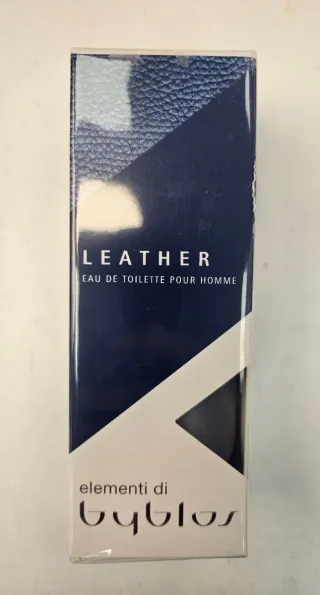 LEATHER
EAU DE TOILETTE POUR HOMME
elementi di
byblos